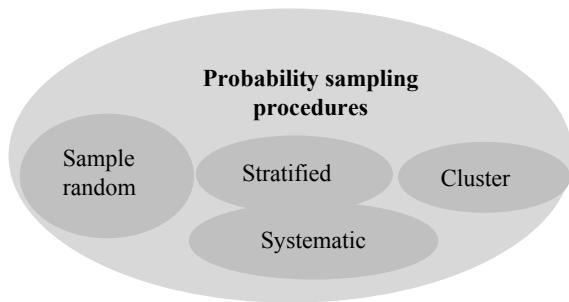 Probability sampling
procedures
Sample
random
Stratified
Cluster
Systematic